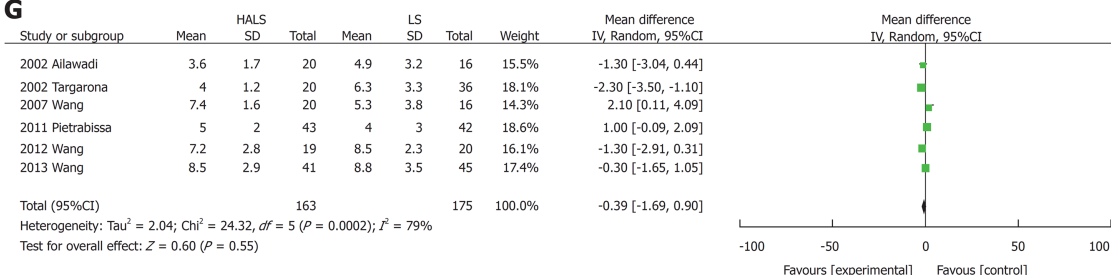 G
HALS LS Mean difference Mean difference
Study or subgroup Mean SD Total Mean SD Total Weight IV, Random, 95%CI IV, Random, 95%CI
2002 Ailawadi 3.6 1.7 20 4.9 3.2 16 15.5% -1.30 [-3.04, 0.44]
2002 Targarona 4 1.2 20 6.3 3.3 36 18.1% -2.30 [-3.50, -1.10]
2007 Wang 7.4 1.6 20 5.3 3.8 16 14.3% 2.10 [0.11, 4.09]
2011 Pietrabissa 5 2 43 4 3 42 18.6% 1.00 [-0.09, 2.09]
2012 Wang 7.2 2.8 19 8.5 2.3 20 16.1% -1.30 [-2.91, 0.31]
2013 Wang 8.5 2.9 41 8.8 3.5 45 17.4% -0.30 [-1.65, 1.05]
Total (95%CI) 163 175 100.0% -0.39 [-1.69, 0.90]
Heterogeneity: Tau² = 2.04; Chi² = 24.32, df = 5 (P = 0.0002); I² = 79%
Test for overall effect: Z = 0.60 (P = 0.55)
-100 -50 0 50 100
Favours [experimental] Favous [control]